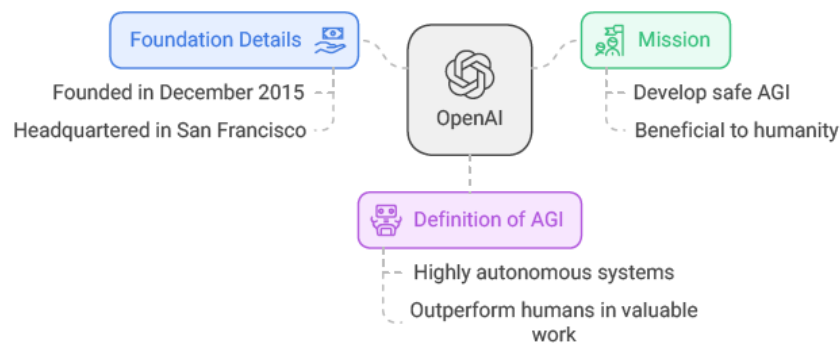 Foundation Details
Founded in December 2015
Headquartered in San Francisco
OpenAI
Mission
Develop safe AGI
Beneficial to humanity
Definition of AGI
Highly autonomous systems
Outperform humans in valuable
work